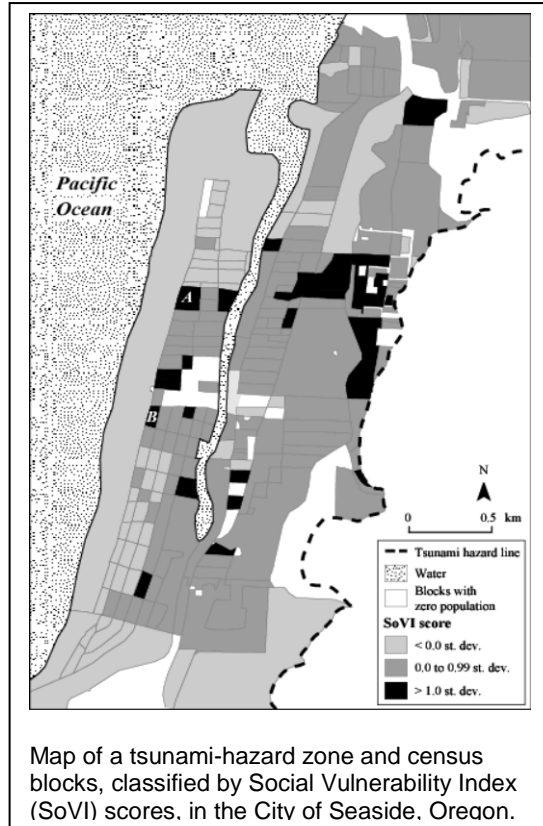 Pacific
Ocean
A
B
N
0 0.5
km
Tsunami hazard line
Water
Blocks with
zero population
SoVI score
< 0.0 st. dev.
0.0 to 0.99 st. dev.
> 1.0 st. dev.
Map of a tsunami-hazard zone and census
blocks, classified by Social Vulnerability Index
(SoVI) scores, in the City of Seaside, Oregon.